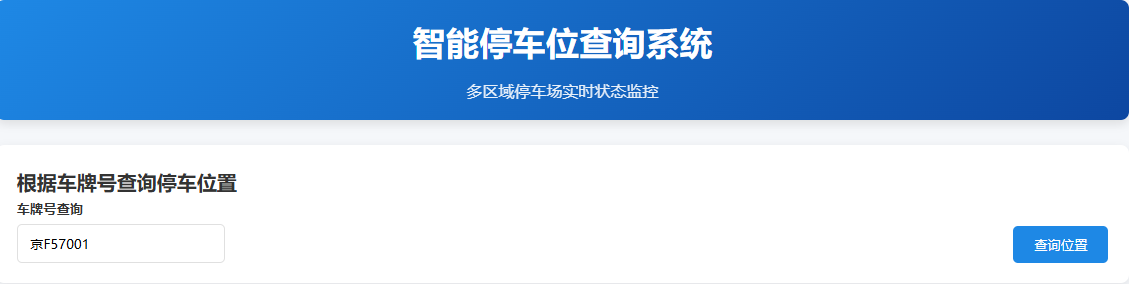 智能停车位查询系统
多区域停车场实时状态监控
根据车牌号查询停车位置
车牌号查询
京F57001
查询位置